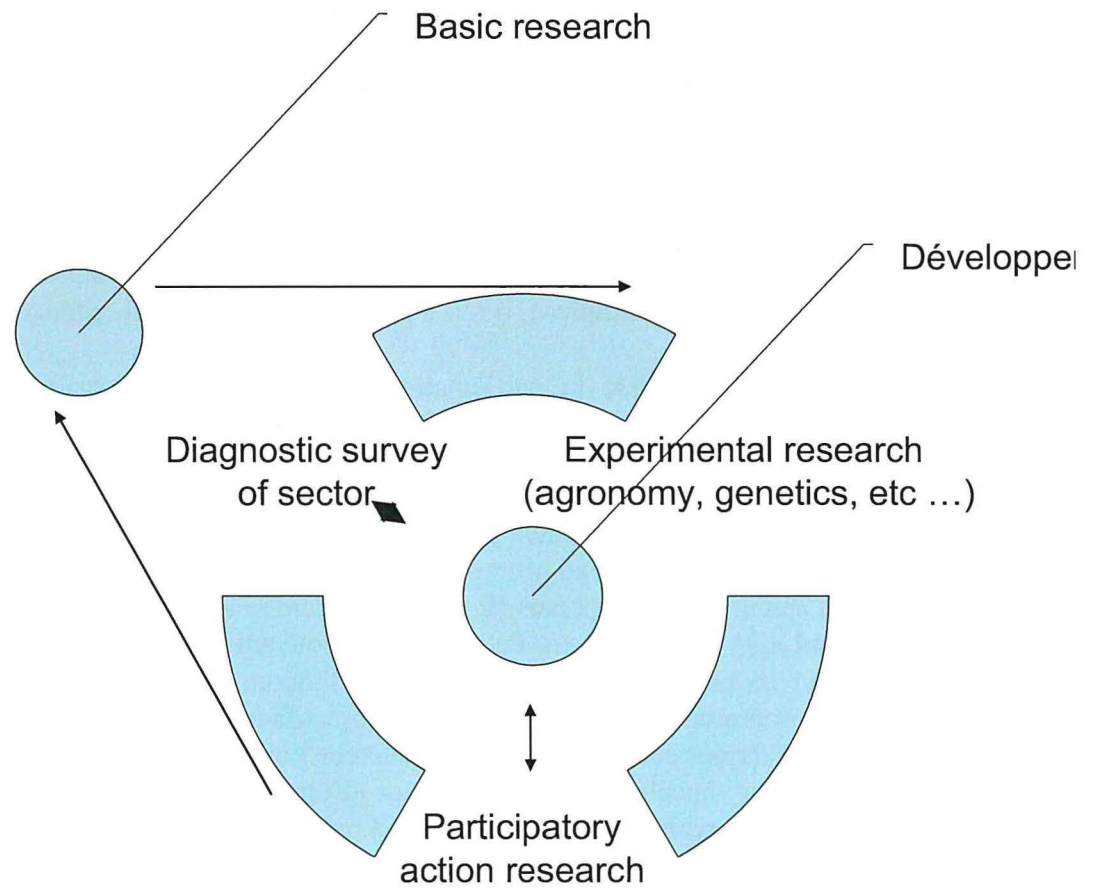 Basic research
Développe
Diagnostic survey
of sector
Experimental research
(agronomy, genetics, etc …)
Participatory
action research